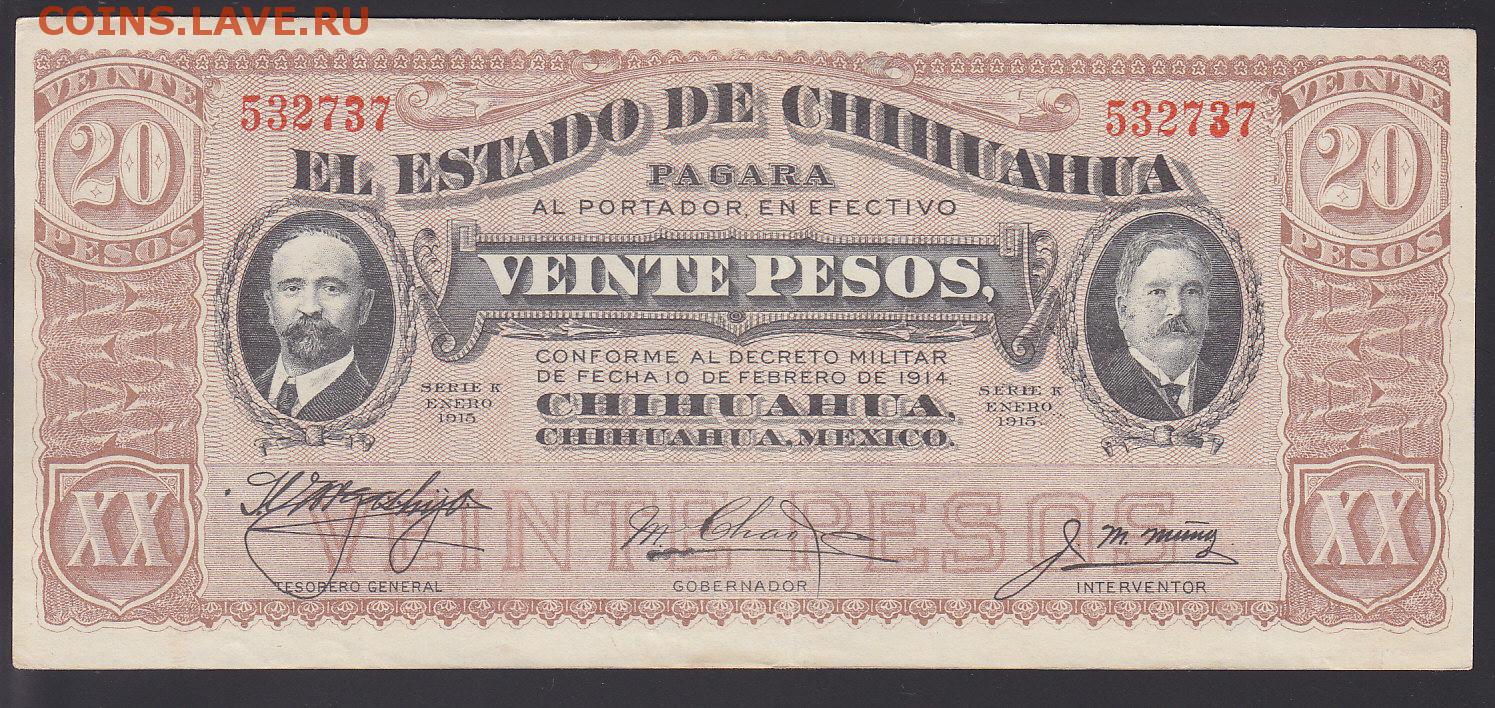 COINS.LAVE.RU
VEINTE
20
PESOS
VEINTE
20
PESOS
532737
532737
EL ESTADO DE CHIHUAHUA
PAGARA
AL PORTADOR, EN EFECTIVO
VEINTE PESOS,
CONFORME AL DECRETO MILITAR
DE FECHA 10 DE FEBRERO DE 1914.
CHIHUAHUA,
CHIHUAHUA, MEXICO.
SERIE K
ENERO
1915.
SERIE K
ENERO
1915.
XX
VEINTE PESOS
XX
M. Chao
J. M. Muñoz
TESORERO GENERAL
GOBERNADOR
INTERVENTOR